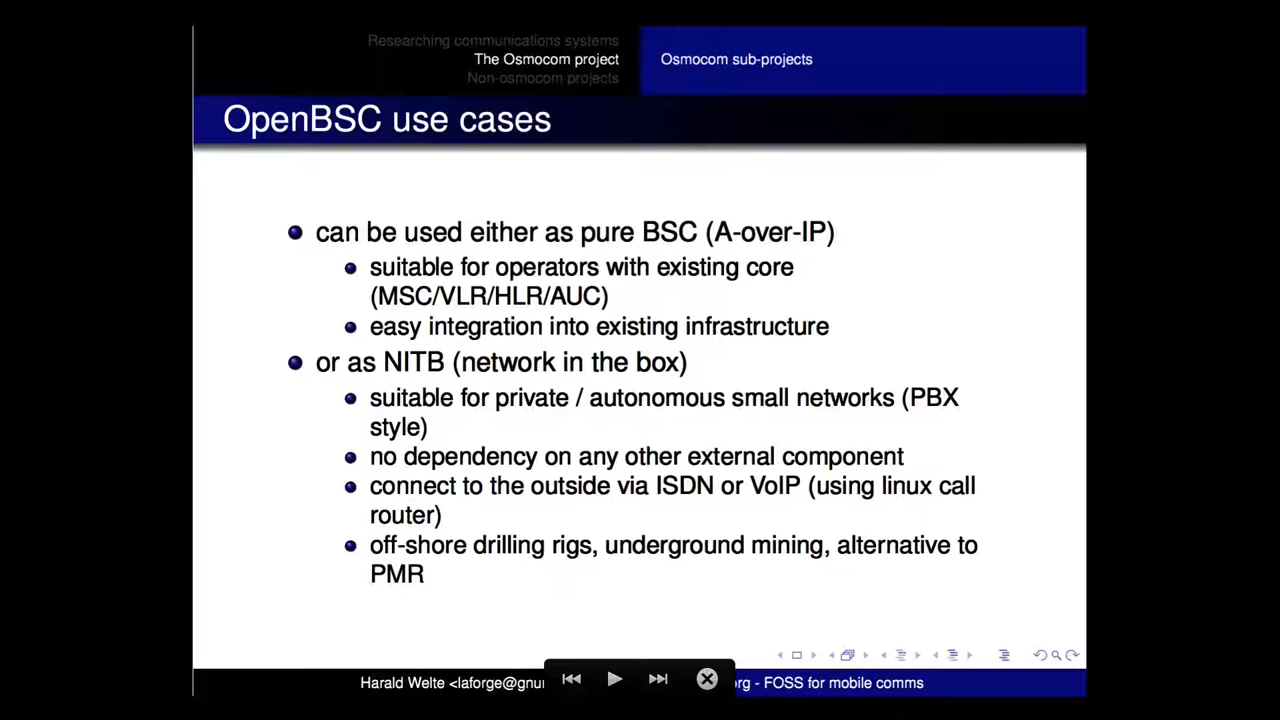 Researching communications systems
The Osmocom project
Non-osmocom projects
Osmocom sub-projects
OpenBSC use cases
can be used either as pure BSC (A-over-IP)
suitable for operators with existing core
(MSC/VLR/HLR/AUC)
easy integration into existing infrastructure
or as NITB (network in the box)
suitable for private / autonomous small networks (PBX
style)
no dependency on any other external component
connect to the outside via ISDN or VoIP (using linux call
router)
off-shore drilling rigs, underground mining, alternative to
PMR
Harald Welte <laforge@gnu
org - FOSS for mobile comms